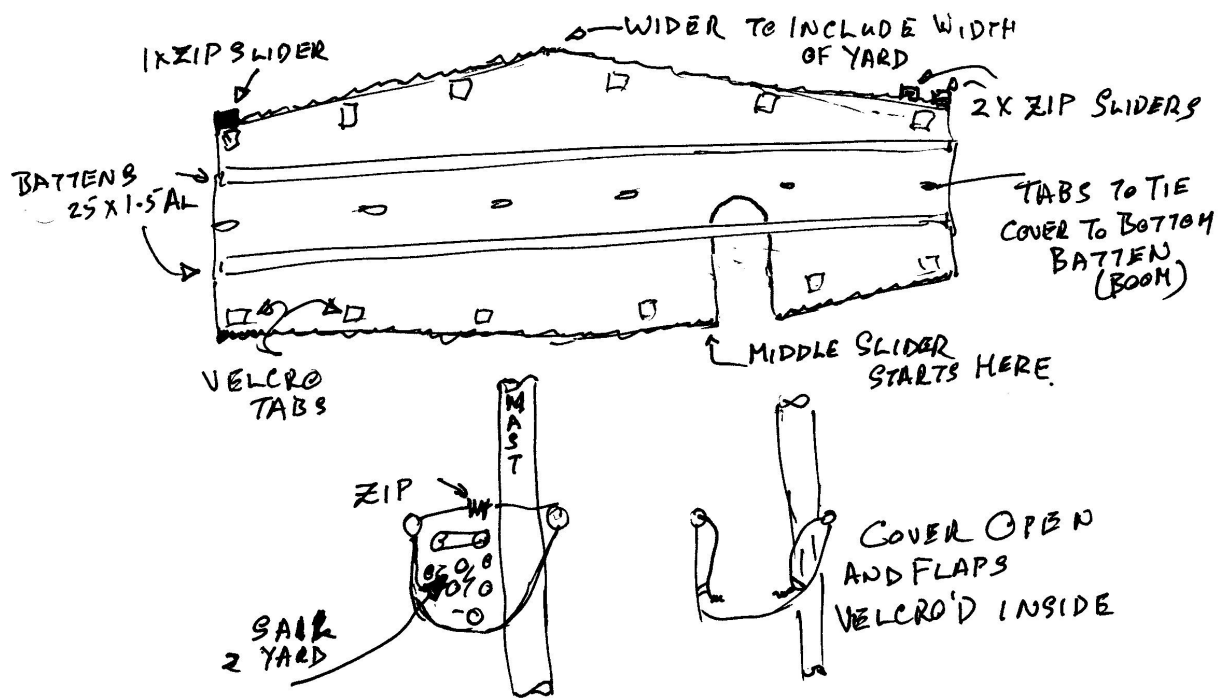 WIDER TO INCLUDE WIDTH
OF YARD
1X ZIP SLIDER
2 X ZIP SLIDERS
BATTENS
25 X 1.5 AL
TABS TO TIE
COVER TO BOTTOM
BATTEN
(BOOM)
MIDDLE SLIDER
STARTS HERE.
VELCRO
TABS
MAST
ZIP
COVER OPEN
AND FLAPS
VELCRO'D INSIDE
SAIL
2 YARD